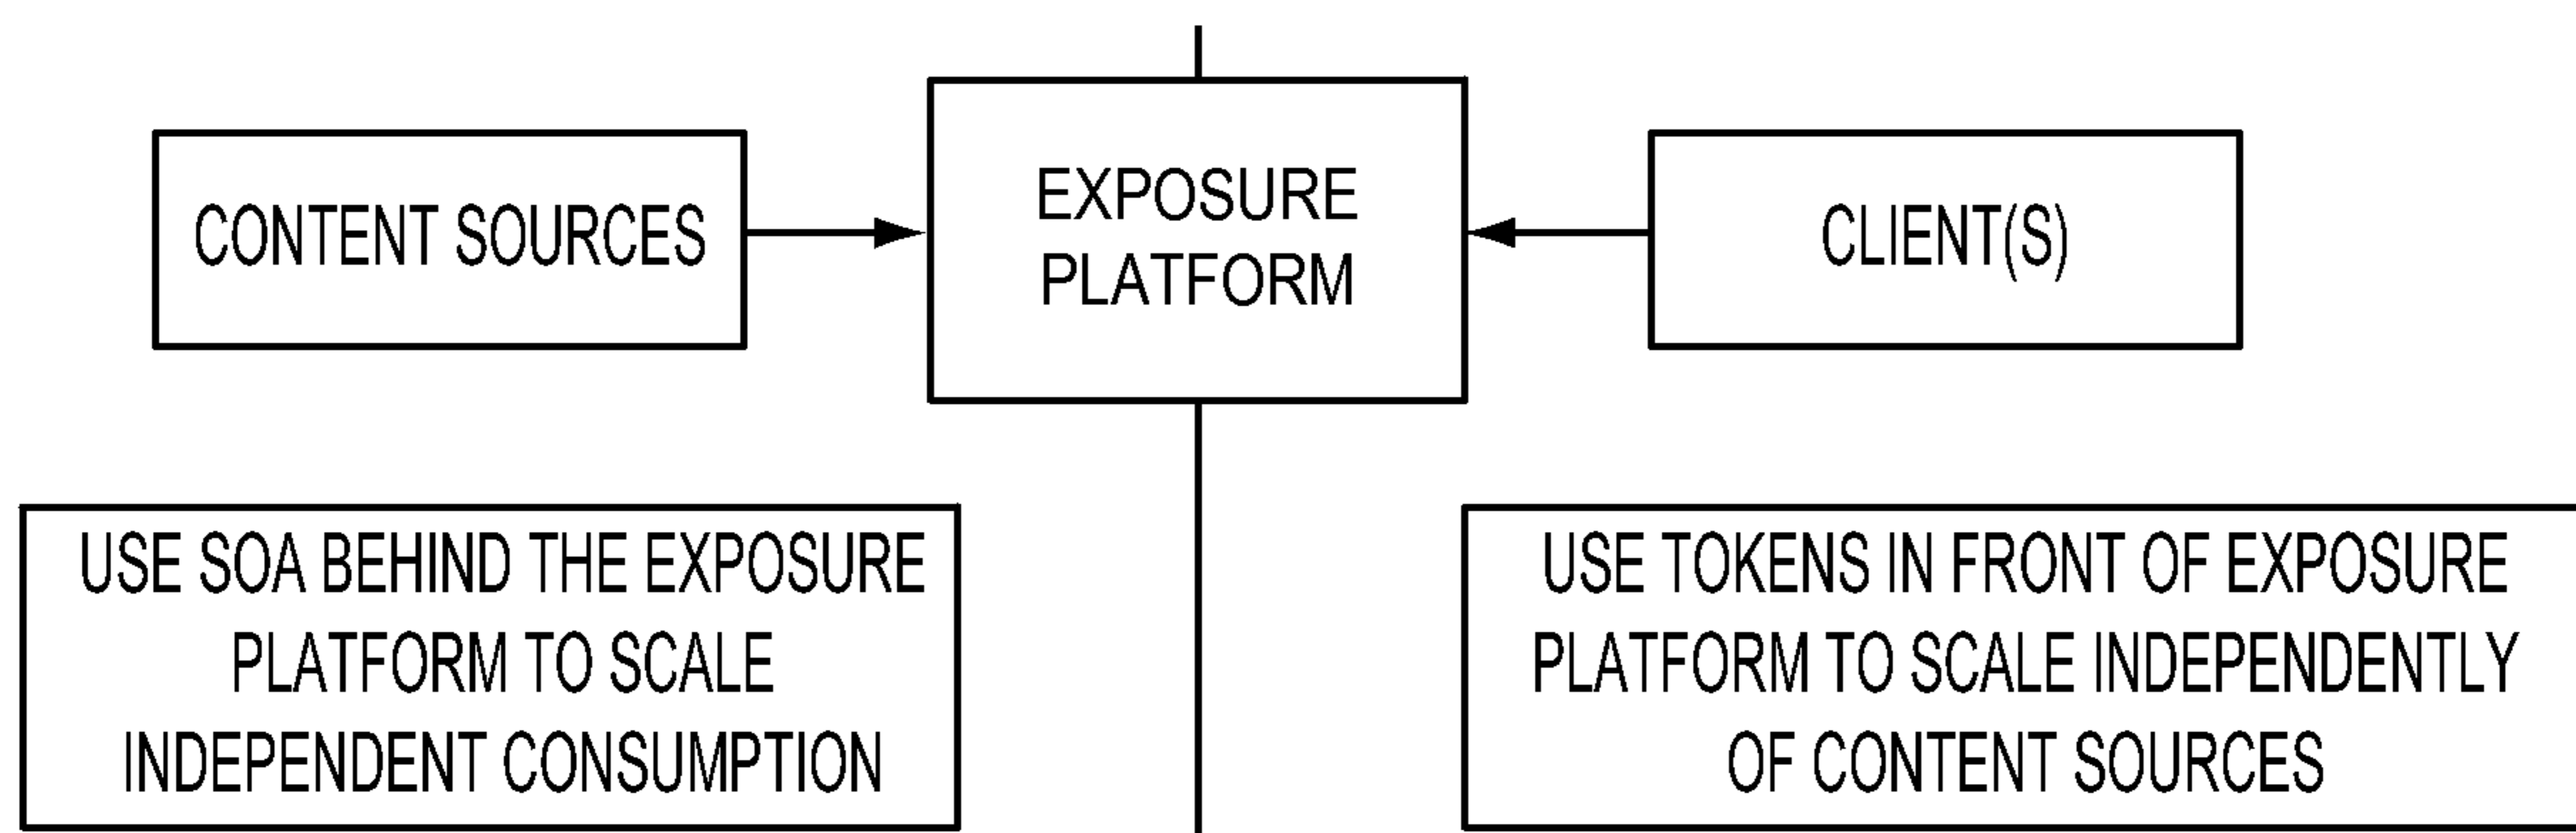 CONTENT SOURCES
EXPOSURE
PLATFORM
CLIENT(S)
USE SOA BEHIND THE EXPOSURE
PLATFORM TO SCALE
INDEPENDENT CONSUMPTION
USE TOKENS IN FRONT OF EXPOSURE
PLATFORM TO SCALE INDEPENDENTLY
OF CONTENT SOURCES